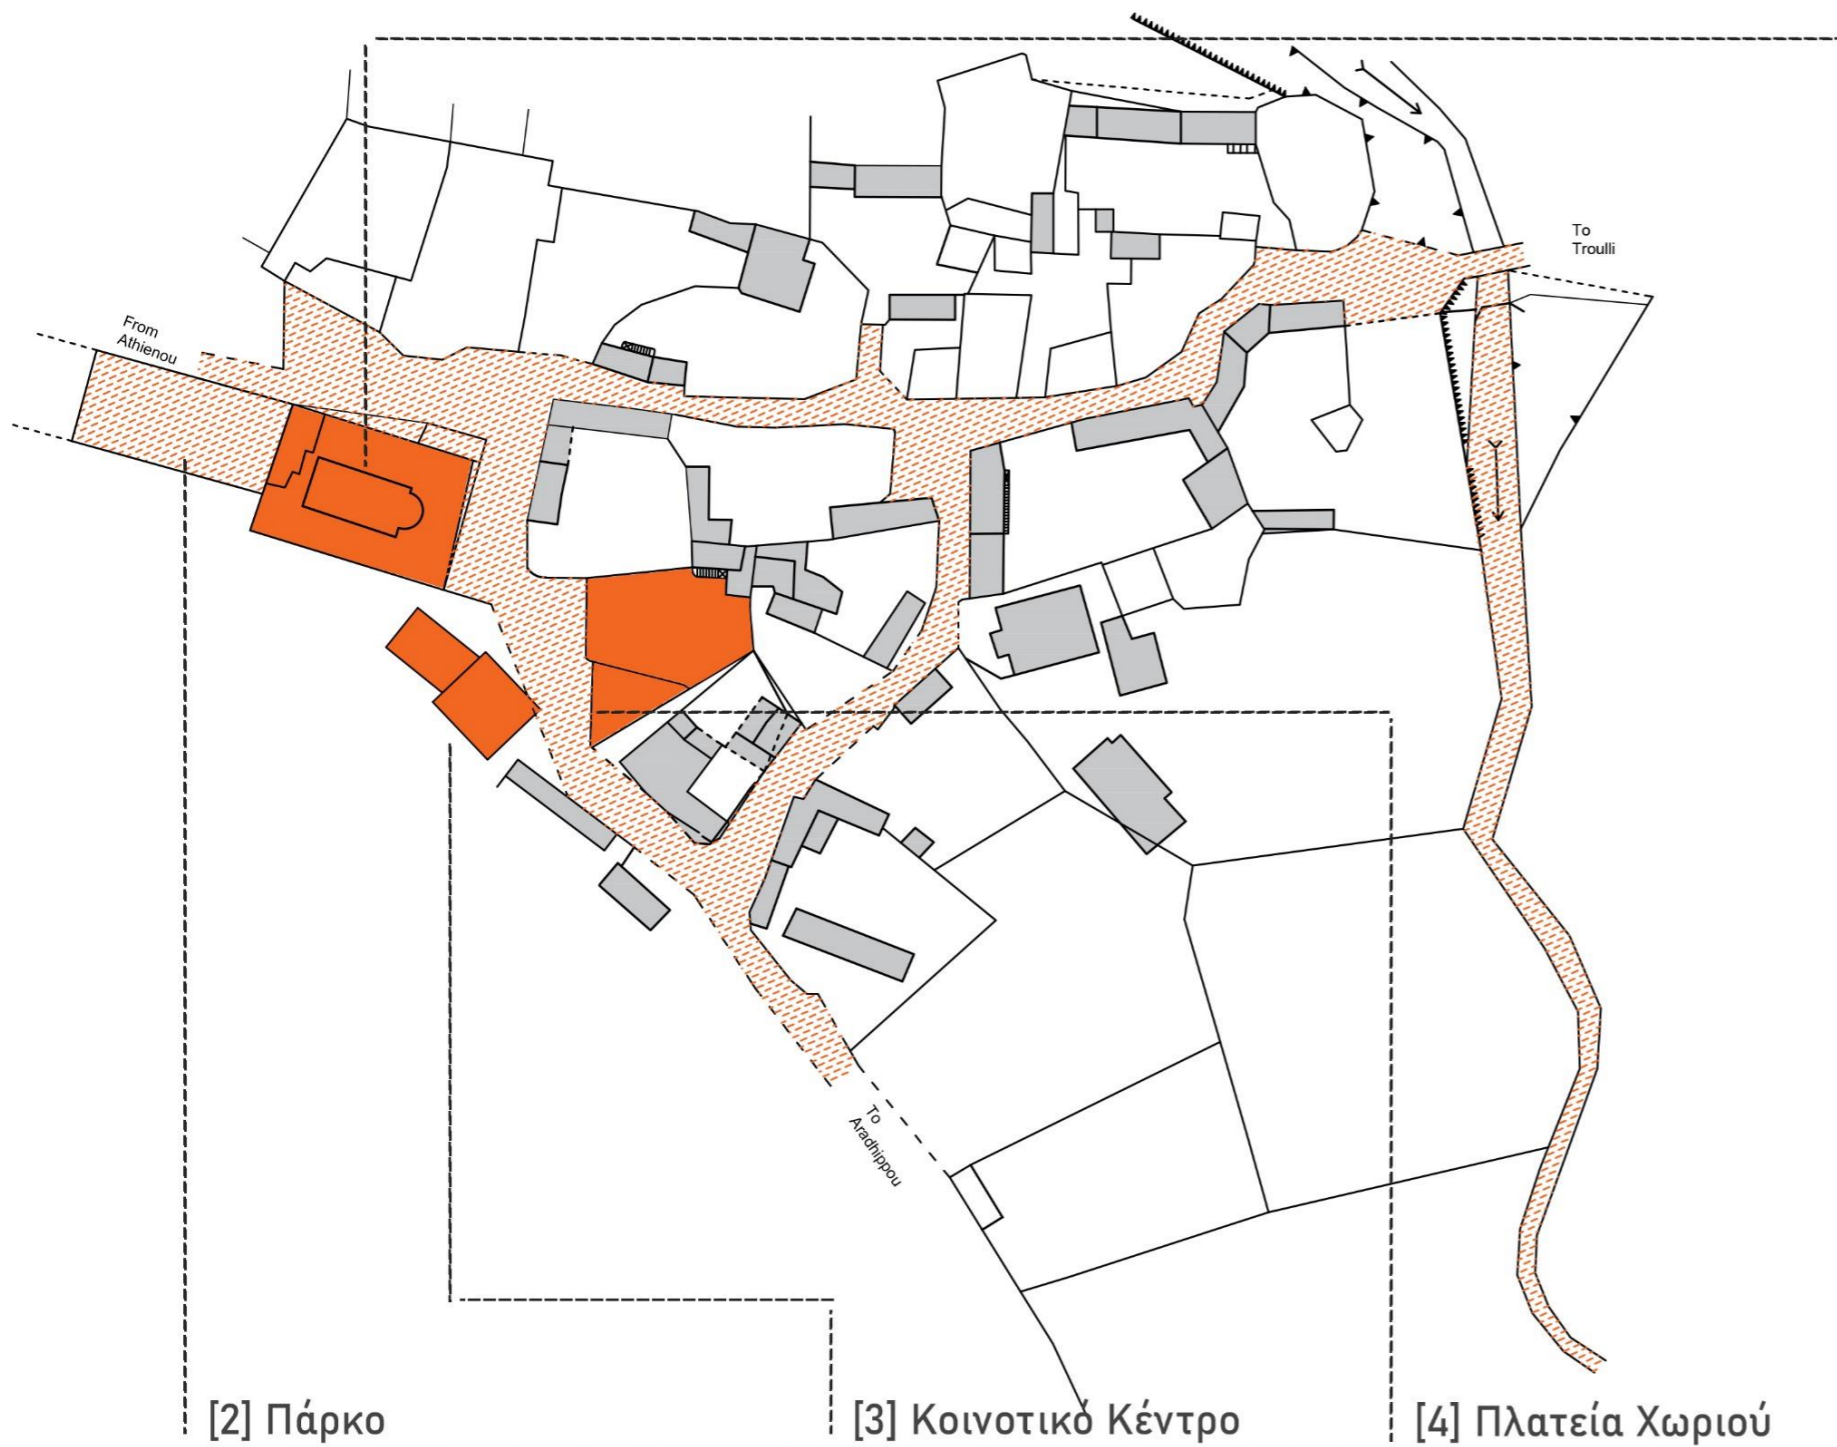 To
Troulli
From
Athienou
To
Aradhippou
[2] Πάρκο
[3] Κοινοτικό Κέντρο
[4] Πλατεία Χωριού